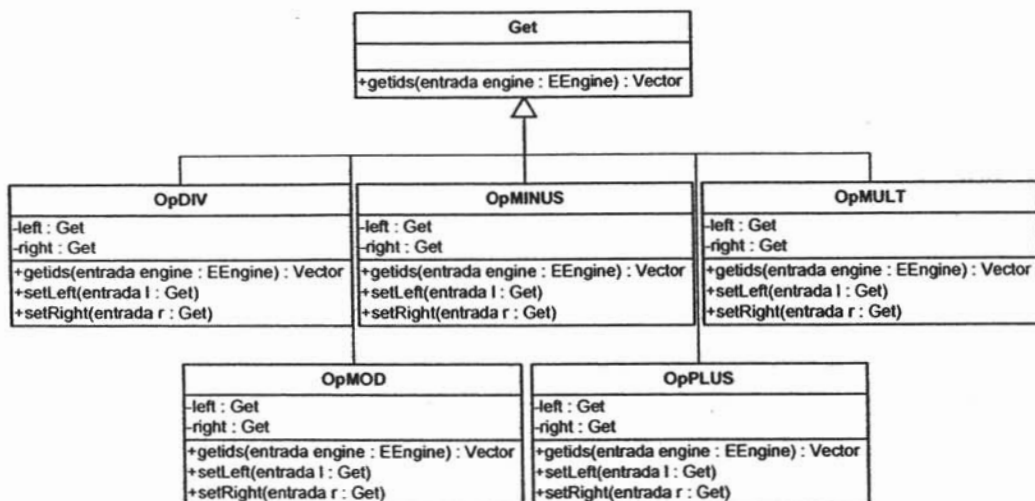 Get
+getids(entrada engine : EEngine) : Vector
OpDIV
-left : Get
-right : Get
+getids(entrada engine : EEngine) : Vector
+setLeft(entrada l : Get)
+setRight(entrada r : Get)
OpMINUS
-left : Get
-right : Get
+getids(entrada engine : EEngine) : Vector
+setLeft(entrada l : Get)
+setRight(entrada r : Get)
OpMULT
-left : Get
-right : Get
+getids(entrada engine : EEngine) : Vector
+setLeft(entrada l : Get)
+setRight(entrada r : Get)
OpMOD
-left : Get
-right : Get
+getids(entrada engine : EEngine) : Vector
+setLeft(entrada l : Get)
+setRight(entrada r : Get)
OpPLUS
-left : Get
-right : Get
+getids(entrada engine : EEngine) : Vector
+setLeft(entrada l : Get)
+setRight(entrada r : Get)